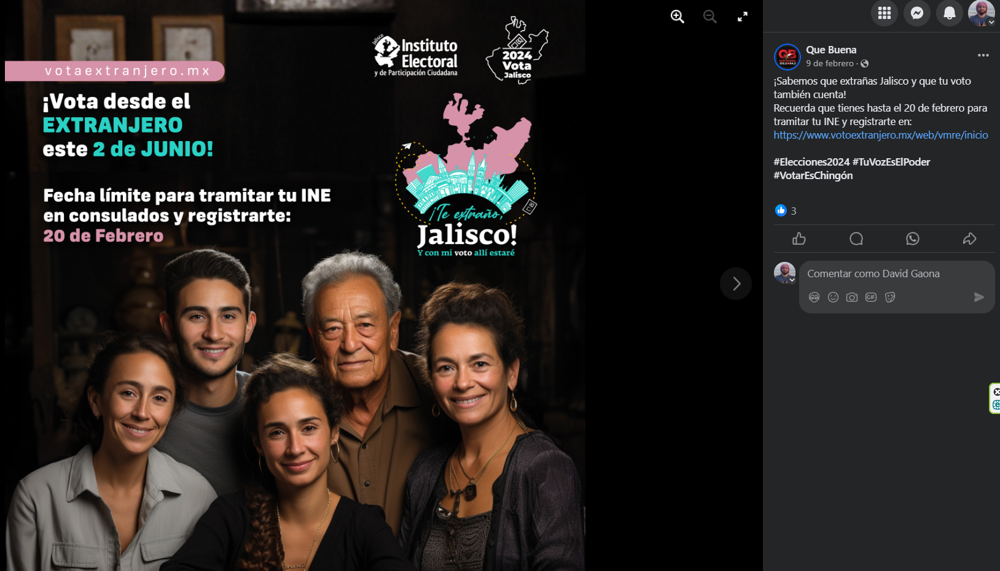 votaextranjero.mx
¡Vota desde el
EXTRANJERO
este 2 de JUNIO!
Fecha límite para tramitar tu INE
en consulados y registrarte:
20 de Febrero
Jalisco
Instituto
Electoral
y de Participación Ciudadana
2024
Vota
Jalisco
¡Te extraño,
Jalisco!
Y con mi voto allí estaré
QB
QUE BUENA
Que Buena
9 de febrero ·
¡Sabemos que extrañas Jalisco y que tu voto
también cuenta!
Recuerda que tienes hasta el 20 de febrero para
tramitar tu INE y registrarte en:
https://www.votoextranjero.mx/web/vmre/inicio
#Elecciones2024 #TuVozEsElPoder
#VotarEsChingón
3
Comentar como David Gaona
GIF